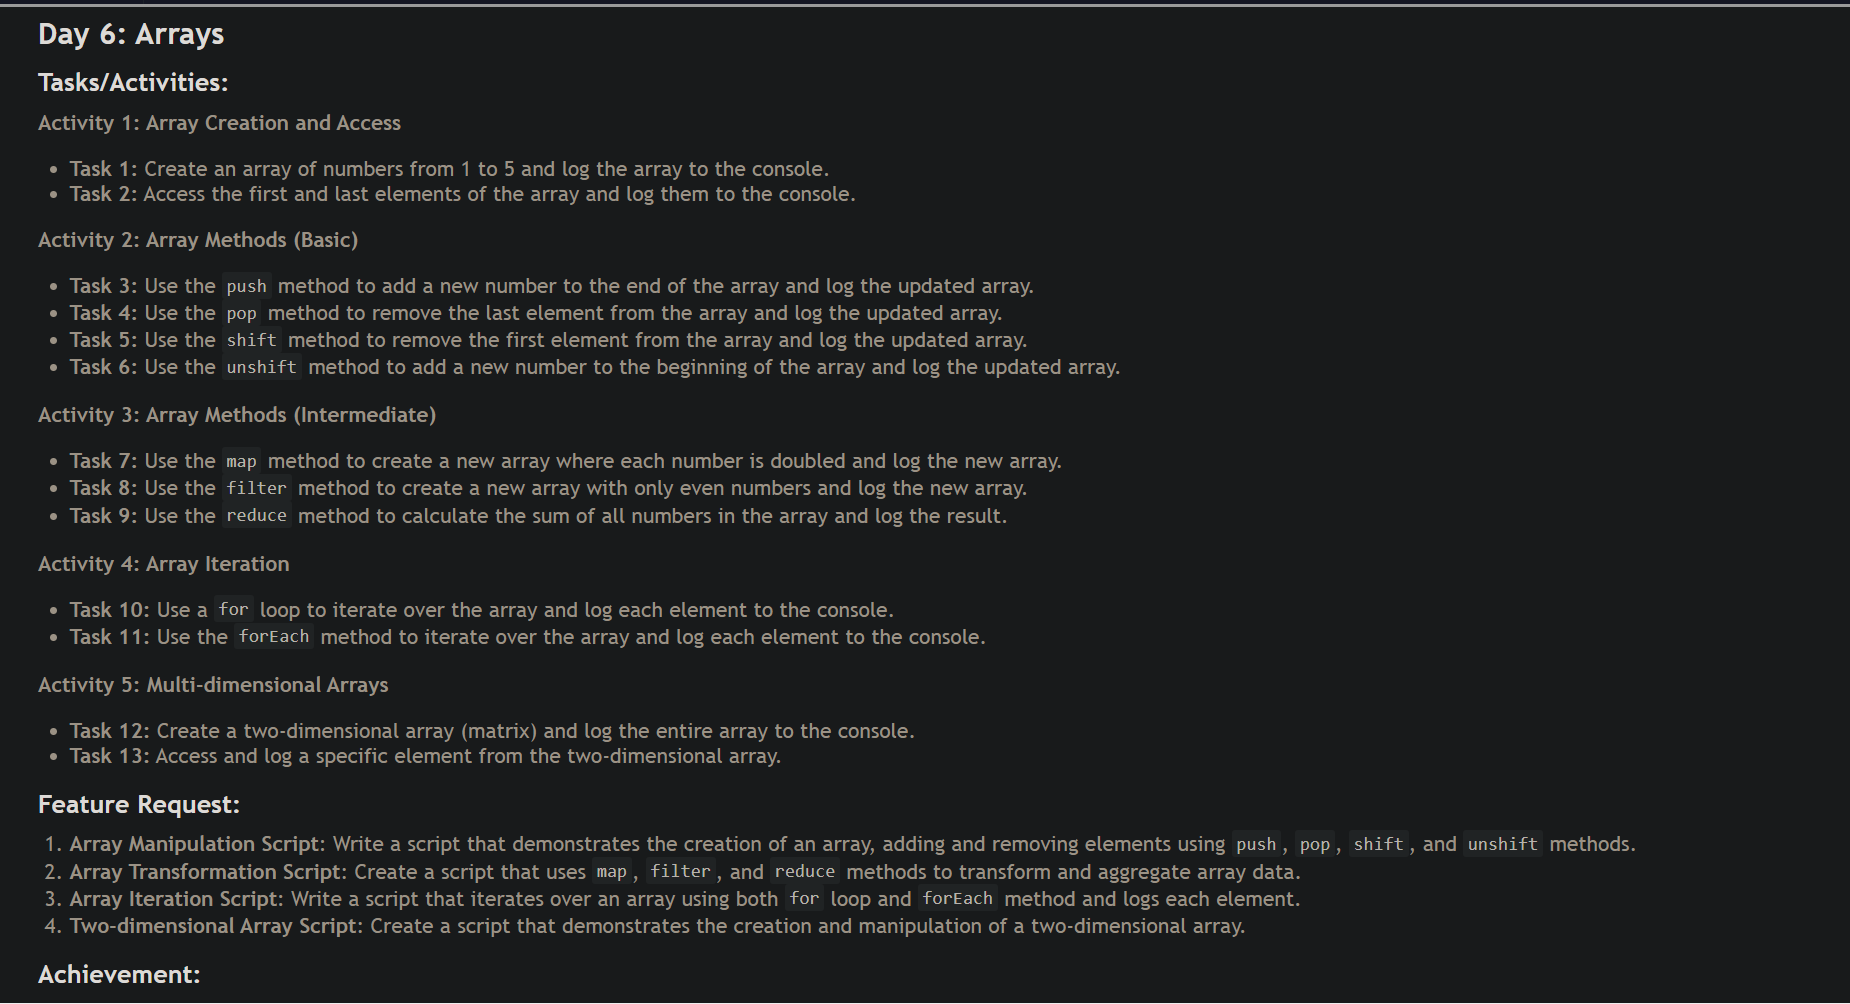 Day 6: Arrays
Tasks/Activities:
Activity 1: Array Creation and Access
• Task 1: Create an array of numbers from 1 to 5 and log the array to the console.
• Task 2: Access the first and last elements of the array and log them to the console.
Activity 2: Array Methods (Basic)
• Task 3: Use the push method to add a new number to the end of the array and log the updated array.
• Task 4: Use the pop method to remove the last element from the array and log the updated array.
• Task 5: Use the shift method to remove the first element from the array and log the updated array.
• Task 6: Use the unshift method to add a new number to the beginning of the array and log the updated array.
Activity 3: Array Methods (Intermediate)
• Task 7: Use the map method to create a new array where each number is doubled and log the new array.
• Task 8: Use the filter method to create a new array with only even numbers and log the new array.
• Task 9: Use the reduce method to calculate the sum of all numbers in the array and log the result.
Activity 4: Array Iteration
• Task 10: Use a for loop to iterate over the array and log each element to the console.
• Task 11: Use the forEach method to iterate over the array and log each element to the console.
Activity 5: Multi-dimensional Arrays
• Task 12: Create a two-dimensional array (matrix) and log the entire array to the console.
• Task 13: Access and log a specific element from the two-dimensional array.
Feature Request:
1. Array Manipulation Script: Write a script that demonstrates the creation of an array, adding and removing elements using push, pop, shift, and unshift methods.
2. Array Transformation Script: Create a script that uses map, filter, and reduce methods to transform and aggregate array data.
3. Array Iteration Script: Write a script that iterates over an array using both for loop and forEach method and logs each element.
4. Two-dimensional Array Script: Create a script that demonstrates the creation and manipulation of a two-dimensional array.
Achievement: